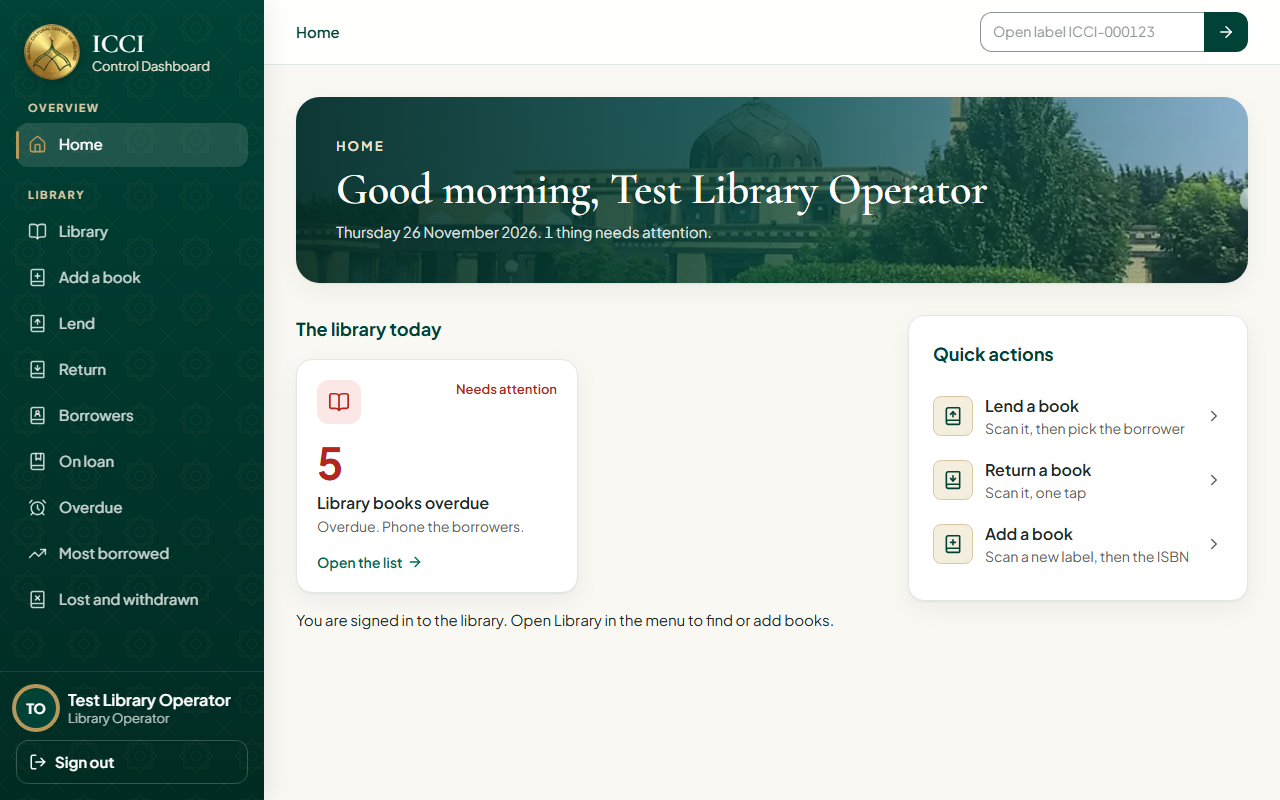 ICCI
Control Dashboard
OVERVIEW
Home
LIBRARY
Library
Add a book
Lend
Return
Borrowers
On loan
Overdue
Most borrowed
Lost and withdrawn
TO
Test Library Operator
Library Operator
Sign out
Home
Open label ICCI-000123
HOME
Good morning, Test Library Operator
Thursday 26 November 2026. 1 thing needs attention.
The library today
Needs attention
5
Library books overdue
Overdue. Phone the borrowers.
Open the list
You are signed in to the library. Open Library in the menu to find or add books.
Quick actions
Lend a book
Scan it, then pick the borrower
Return a book
Scan it, one tap
Add a book
Scan a new label, then the ISBN